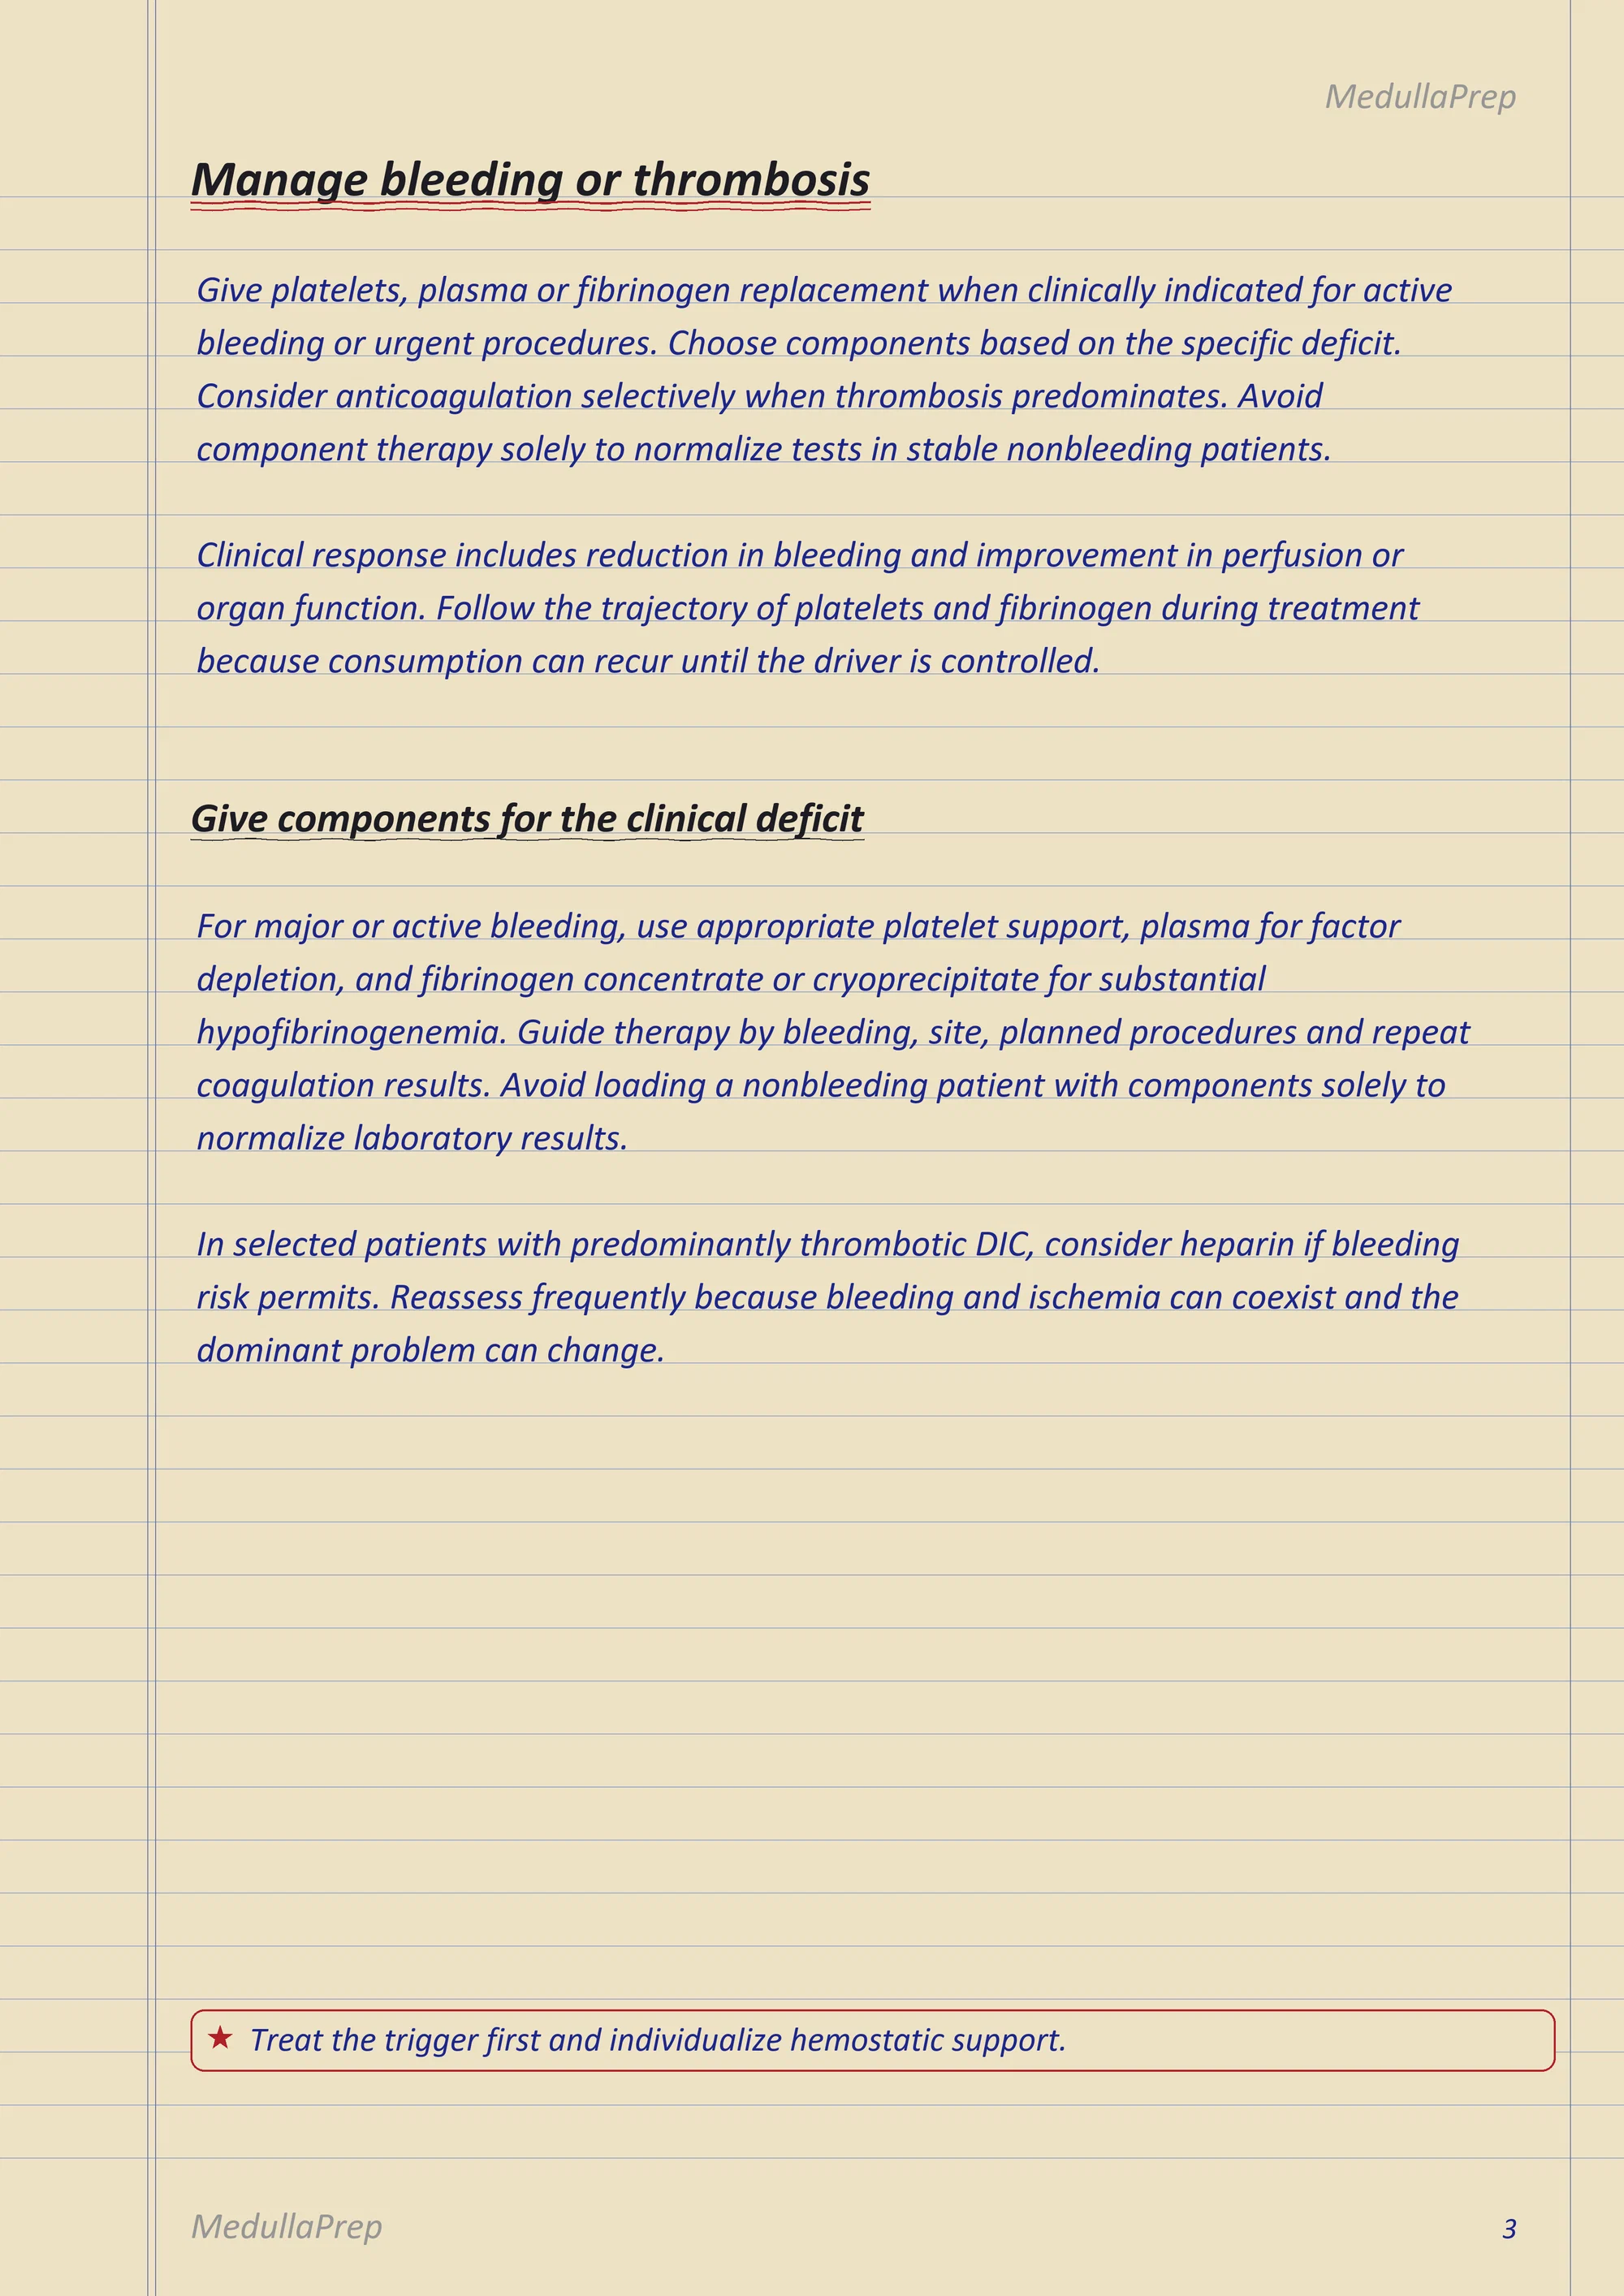 MedullaPrep
Manage bleeding or thrombosis
Give platelets, plasma or fibrinogen replacement when clinically indicated for active
bleeding or urgent procedures. Choose components based on the specific deficit.
Consider anticoagulation selectively when thrombosis predominates. Avoid
component therapy solely to normalize tests in stable nonbleeding patients.
Clinical response includes reduction in bleeding and improvement in perfusion or
organ function. Follow the trajectory of platelets and fibrinogen during treatment
because consumption can recur until the driver is controlled.
Give components for the clinical deficit
For major or active bleeding, use appropriate platelet support, plasma for factor
depletion, and fibrinogen concentrate or cryoprecipitate for substantial
hypofibrinogenemia. Guide therapy by bleeding, site, planned procedures and repeat
coagulation results. Avoid loading a nonbleeding patient with components solely to
normalize laboratory results.
In selected patients with predominantly thrombotic DIC, consider heparin if bleeding
risk permits. Reassess frequently because bleeding and ischemia can coexist and the
dominant problem can change.
★ Treat the trigger first and individualize hemostatic support.
MedullaPrep
3